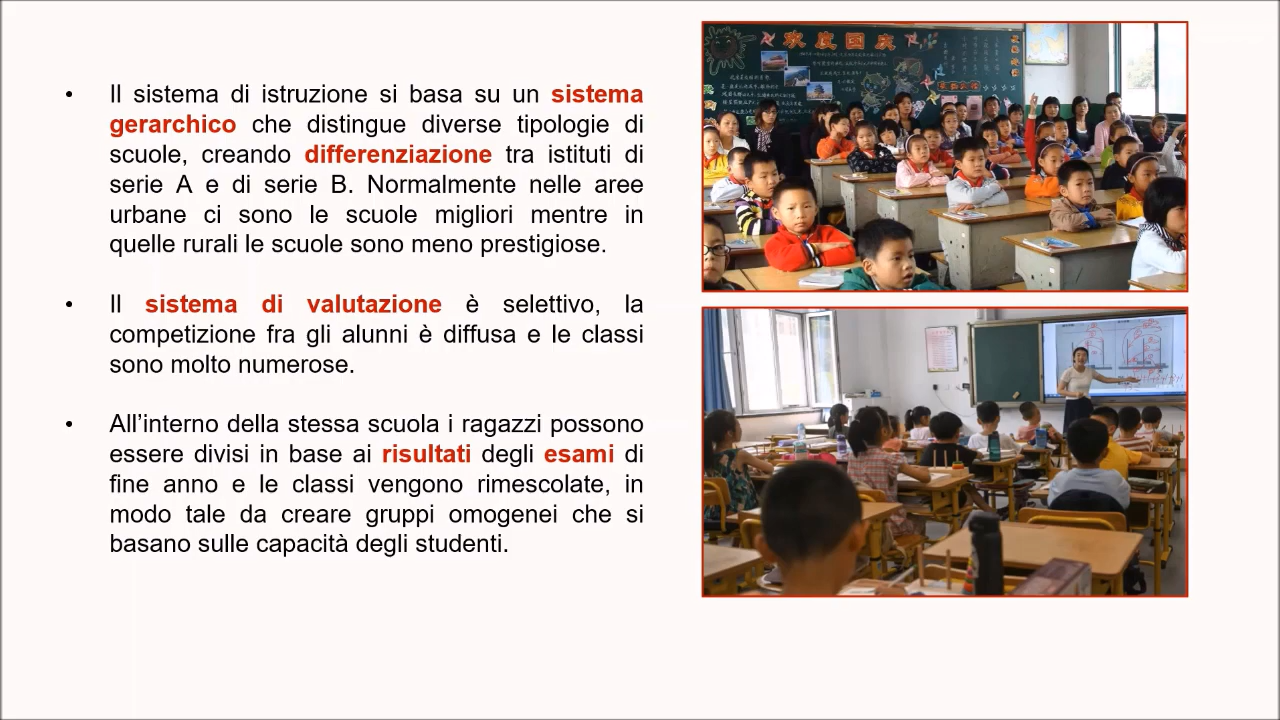 • Il sistema di istruzione si basa su un sistema
gerarchico che distingue diverse tipologie di
scuole, creando differenziazione tra istituti di
serie A e di serie B. Normalmente nelle aree
urbane ci sono le scuole migliori mentre in
quelle rurali le scuole sono meno prestigiose.
• Il sistema di valutazione è selettivo, la
competizione fra gli alunni è diffusa e le classi
sono molto numerose.
• All’interno della stessa scuola i ragazzi possono
essere divisi in base ai risultati degli esami di
fine anno e le classi vengono rimescolate, in
modo tale da creare gruppi omogenei che si
basano sulle capacità degli studenti.
欢度国庆